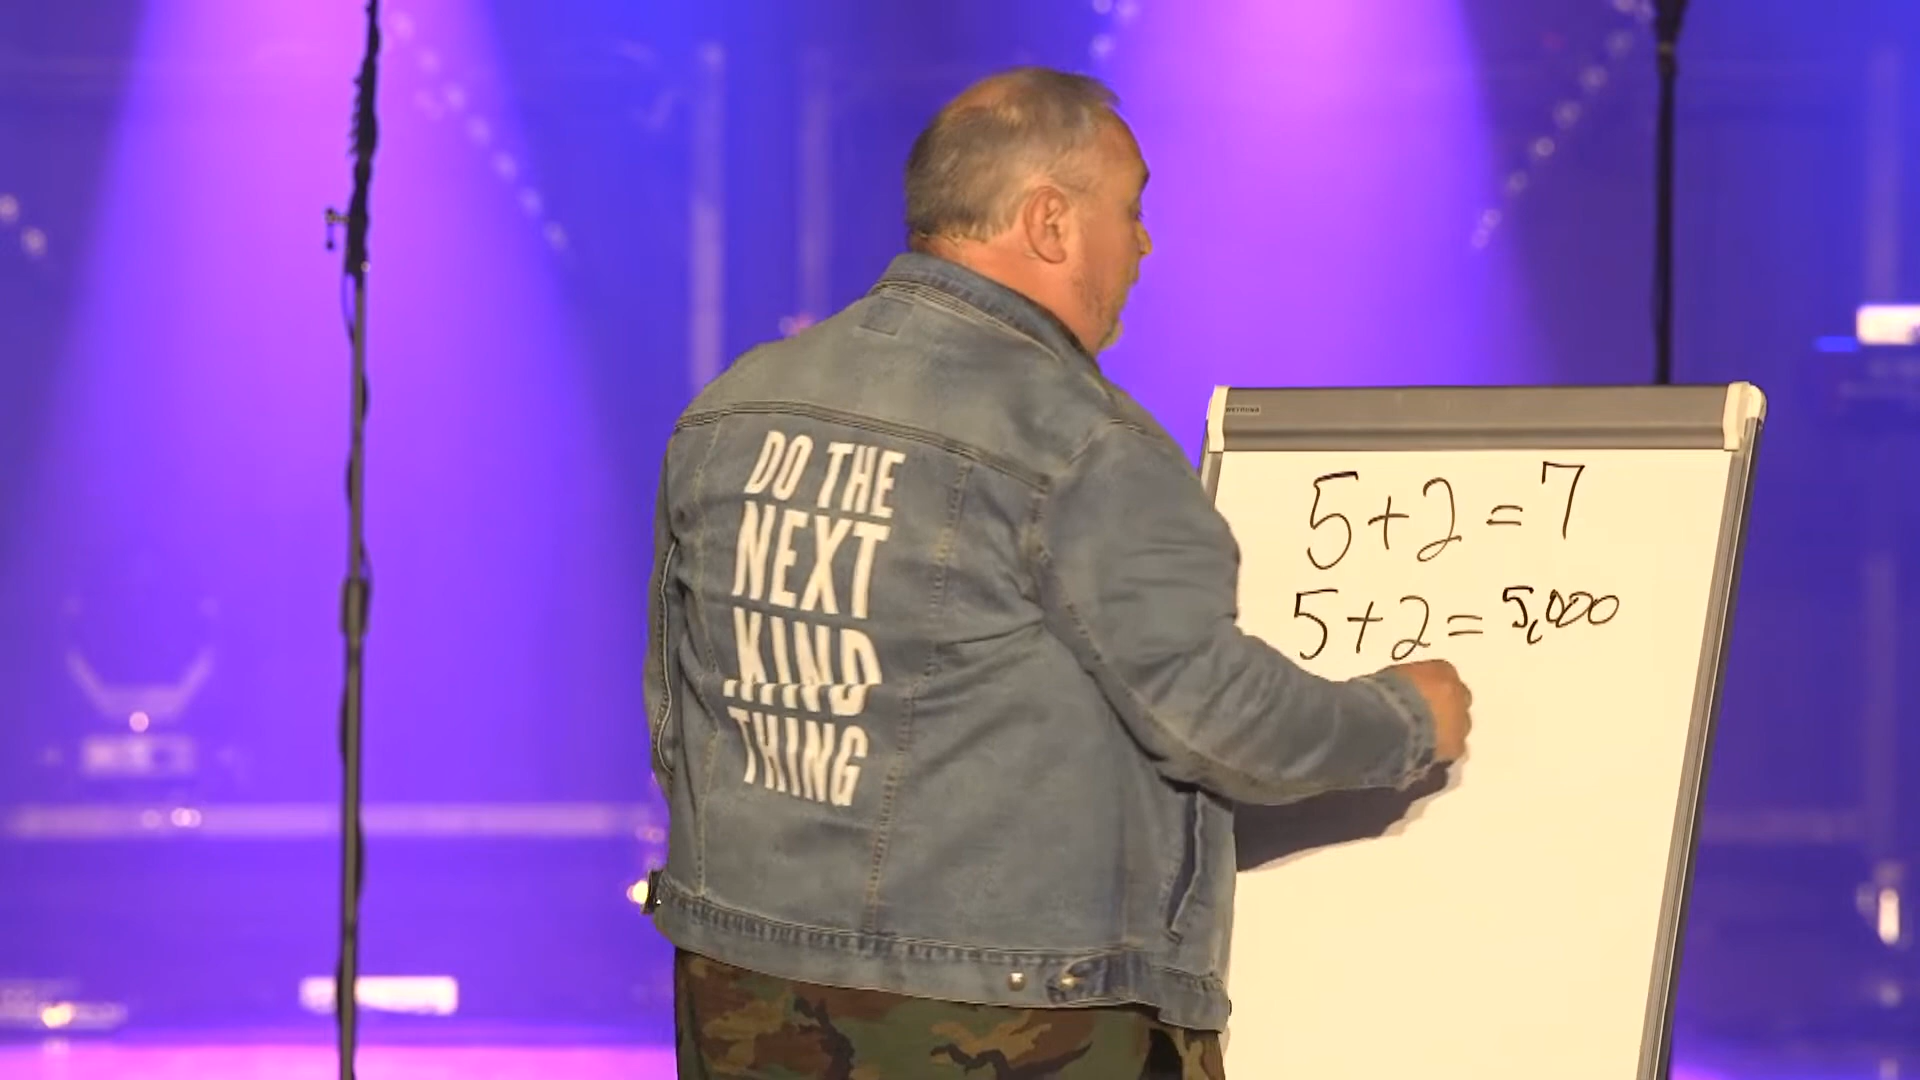 DO THE
NEXT
KIND
THING
5+2=7
5+2=5,000